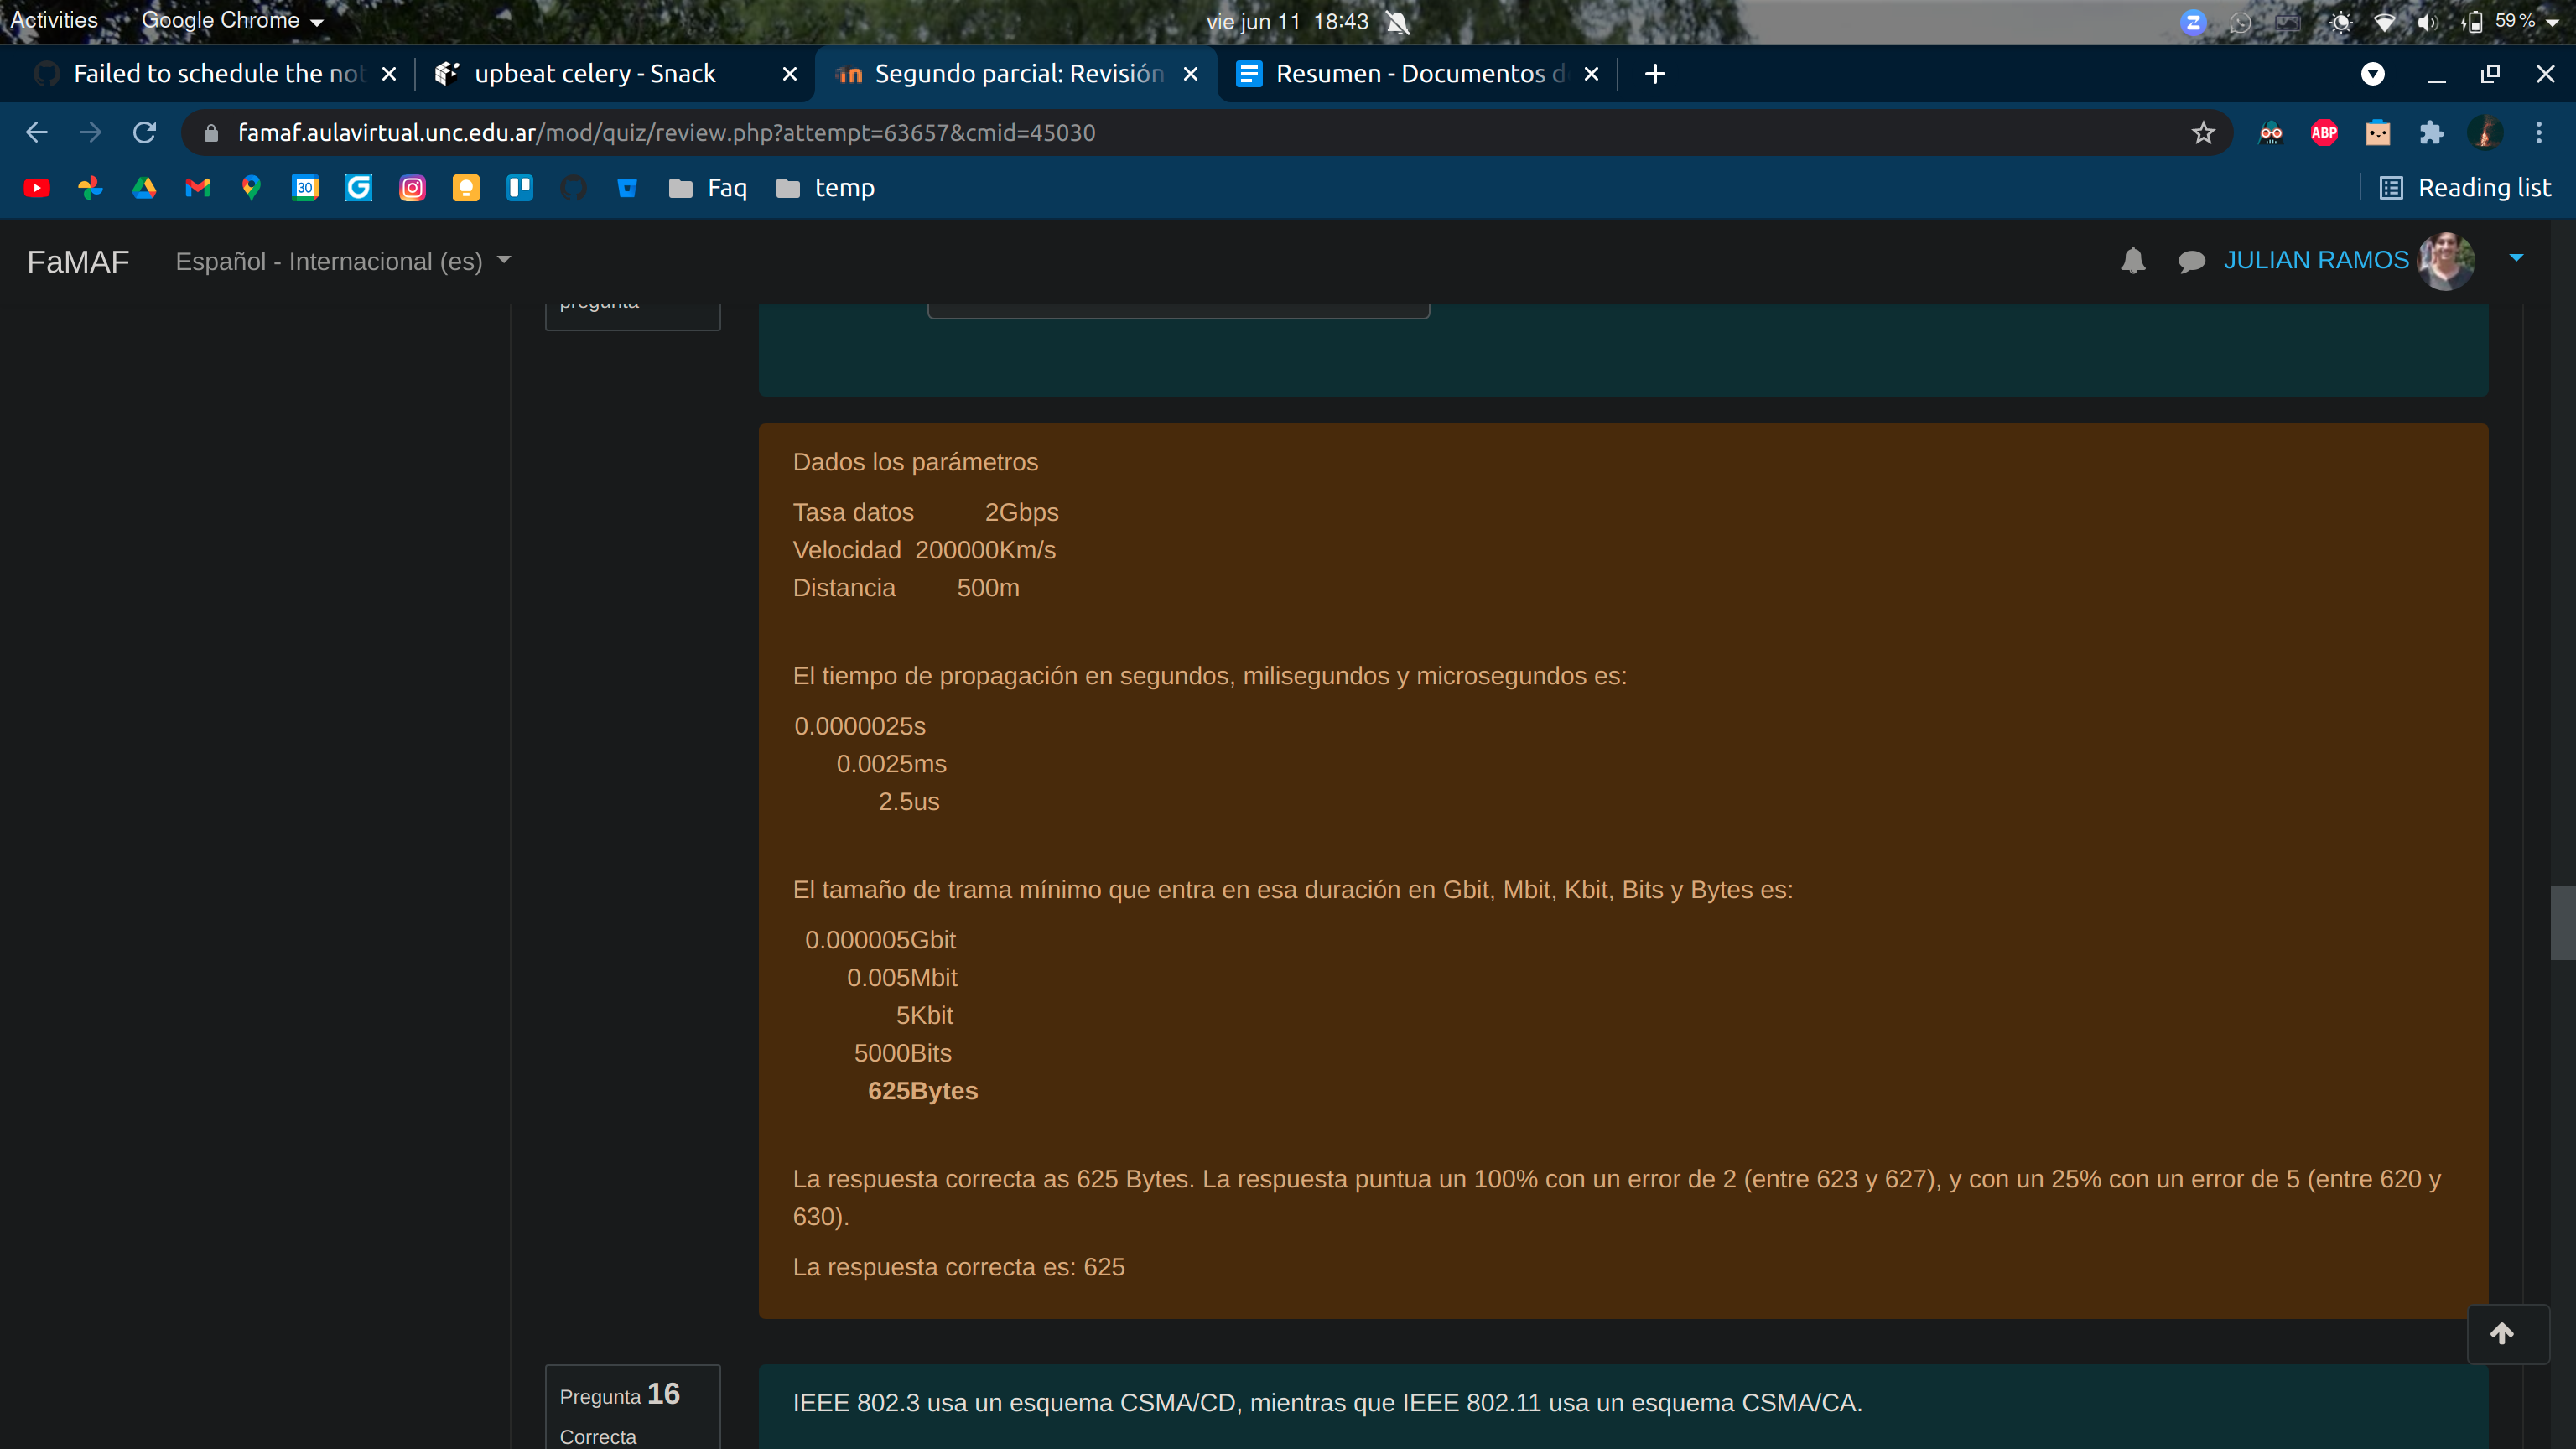 Activities Google Chrome vie jun 11 18:43 59 %
Failed to schedule the not upbeat celery - Snack Segundo parcial: Revisión Resumen - Documentos d
famaf.aulavirtual.unc.edu.ar/mod/quiz/review.php?attempt=63657&cmid=45030 ABP
30 Faq temp Reading list
FaMAF Español - Internacional (es) JULIAN RAMOS
pregunta
Dados los parámetros
Tasa datos 2Gbps
Velocidad 200000Km/s
Distancia 500m
El tiempo de propagación en segundos, milisegundos y microsegundos es:
0.0000025s
0.0025ms
2.5us
El tamaño de trama mínimo que entra en esa duración en Gbit, Mbit, Kbit, Bits y Bytes es:
0.000005Gbit
0.005Mbit
5Kbit
5000Bits
625Bytes
La respuesta correcta as 625 Bytes. La respuesta puntua un 100% con un error de 2 (entre 623 y 627), y con un 25% con un error de 5 (entre 620 y
630).
La respuesta correcta es: 625
Pregunta 16
Correcta
IEEE 802.3 usa un esquema CSMA/CD, mientras que IEEE 802.11 usa un esquema CSMA/CA.